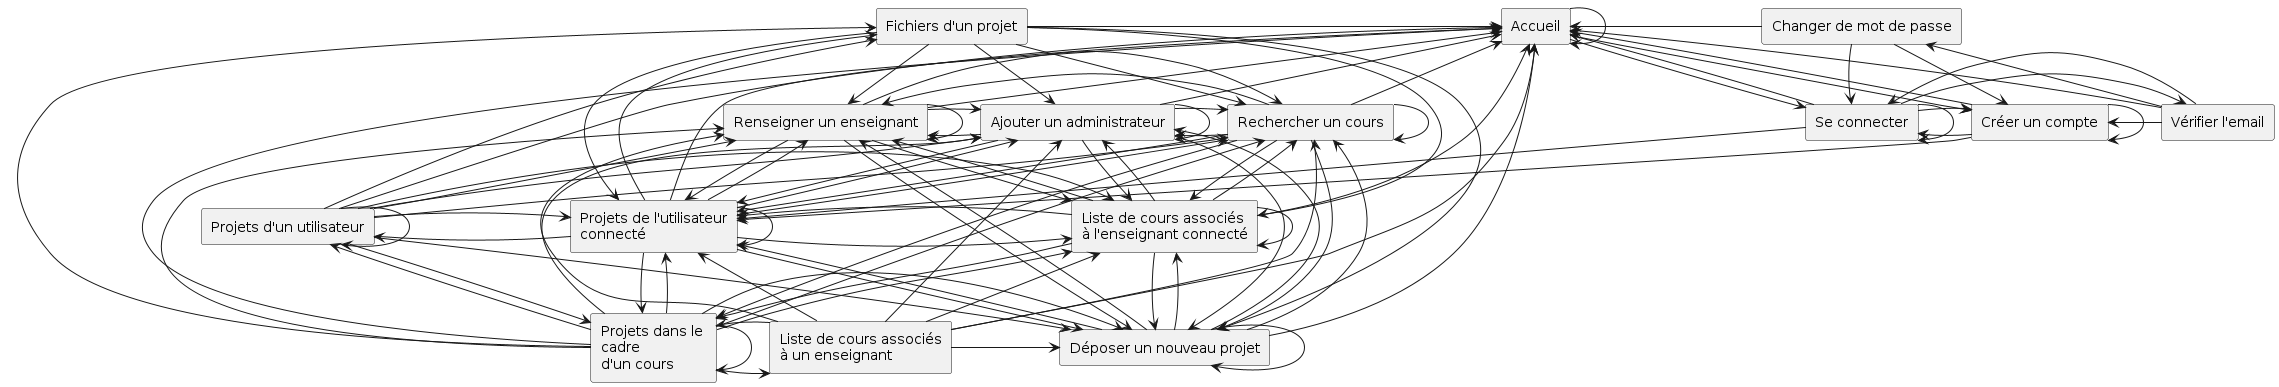 Fichiers d'un projet
Accueil
Changer de mot de passe
Renseigner un enseignant
Ajouter un administrateur
Rechercher un cours
Se connecter
Créer un compte
Vérifier l'email
Projets d'un utilisateur
Projets de l'utilisateur
connecté
Liste de cours associés
à l'enseignant connecté
Projets dans le
cadre
d'un cours
Liste de cours associés
à un enseignant
Déposer un nouveau projet